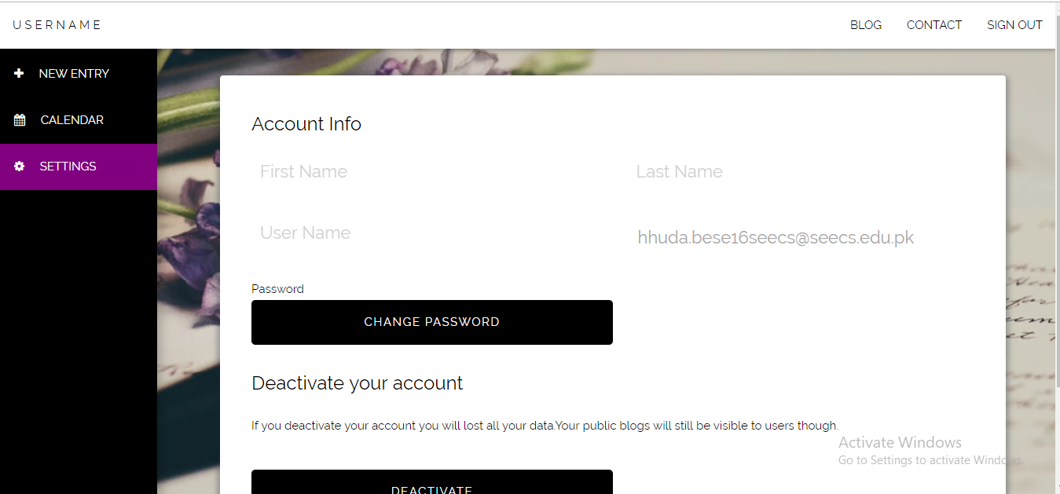 USERNAME
BLOG CONTACT SIGN OUT
NEW ENTRY
CALENDAR
SETTINGS
Account Info
First Name Last Name
User Name hhuda.bese16seecs@seecs.edu.pk
Password
CHANGE PASSWORD
Deactivate your account
If you deactivate your account you will lost all your data.Your public blogs will still be visible to users though.
DEACTIVATE
Activate Windows
Go to Settings to activate Windows.